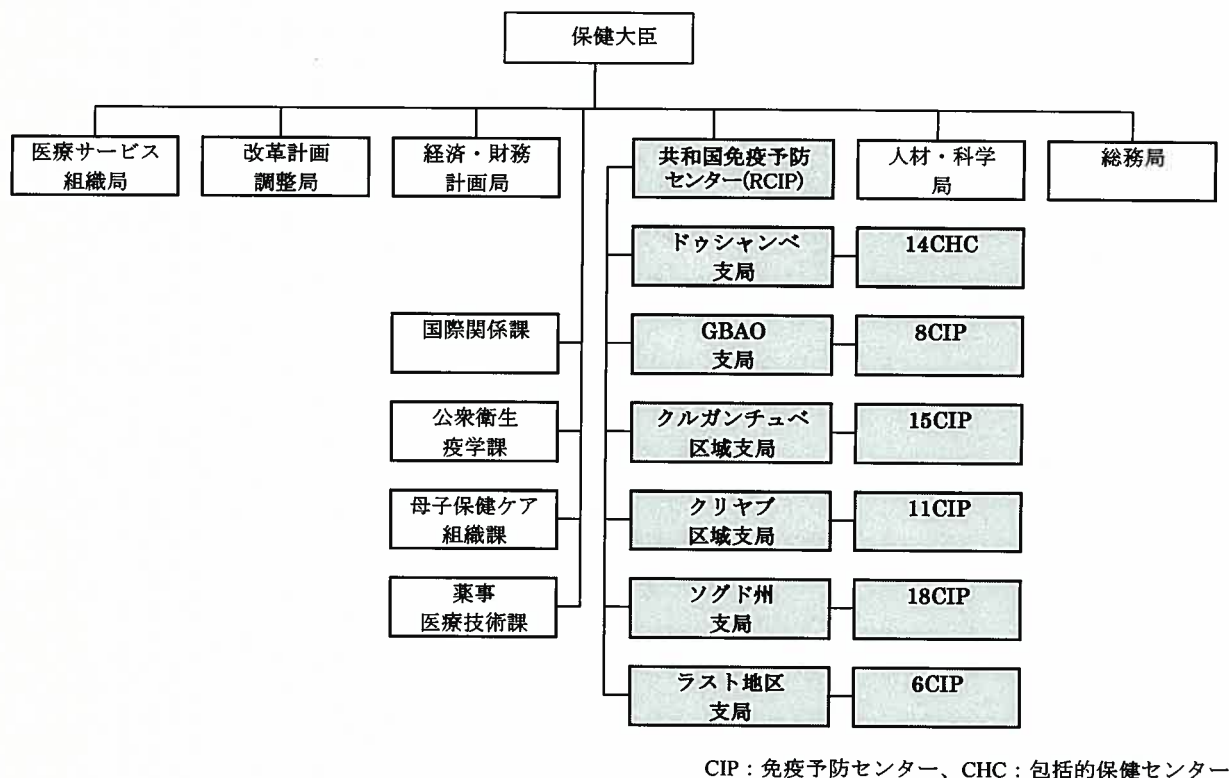 保健大臣
医療サービス
組織局
改革計画
調整局
経済・財務
計画局
共和国免疫予防
センター(RCIP)
人材・科学
局
総務局
ドゥシャンベ
支局
14CHC
国際関係課
GBAO
支局
8CIP
公衆衛生
疫学課
クルガンチュベ
区域支局
15CIP
母子保健ケア
組織課
クリヤブ
区域支局
11CIP
薬事
医療技術課
ソグド州
支局
18CIP
ラスト地区
支局
6CIP
CIP：免疫予防センター、CHC：包括的保健センター